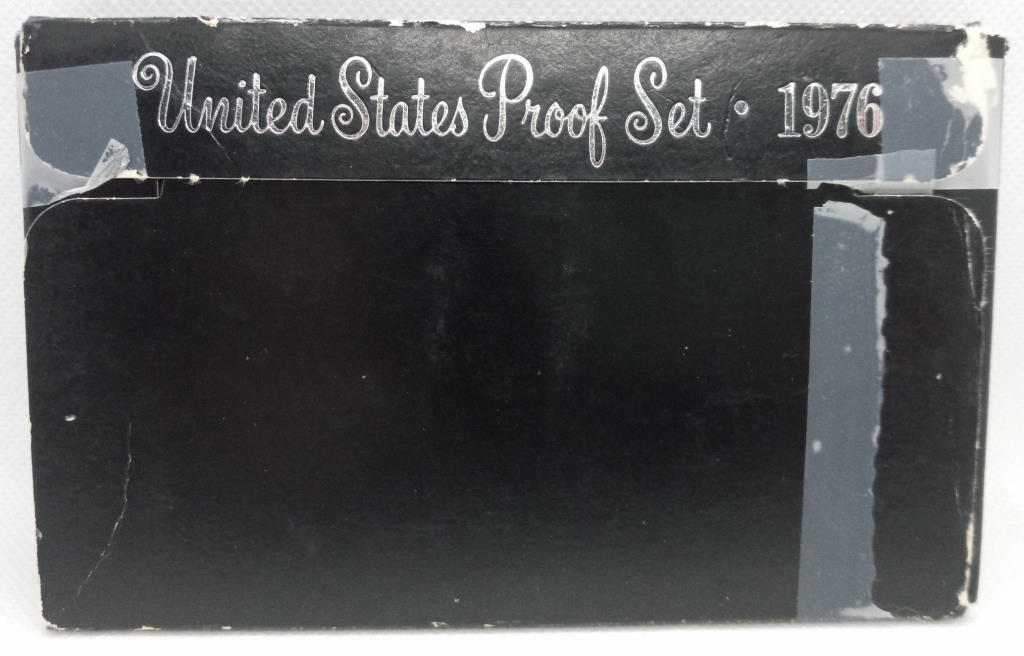 United States Proof Set • 1976